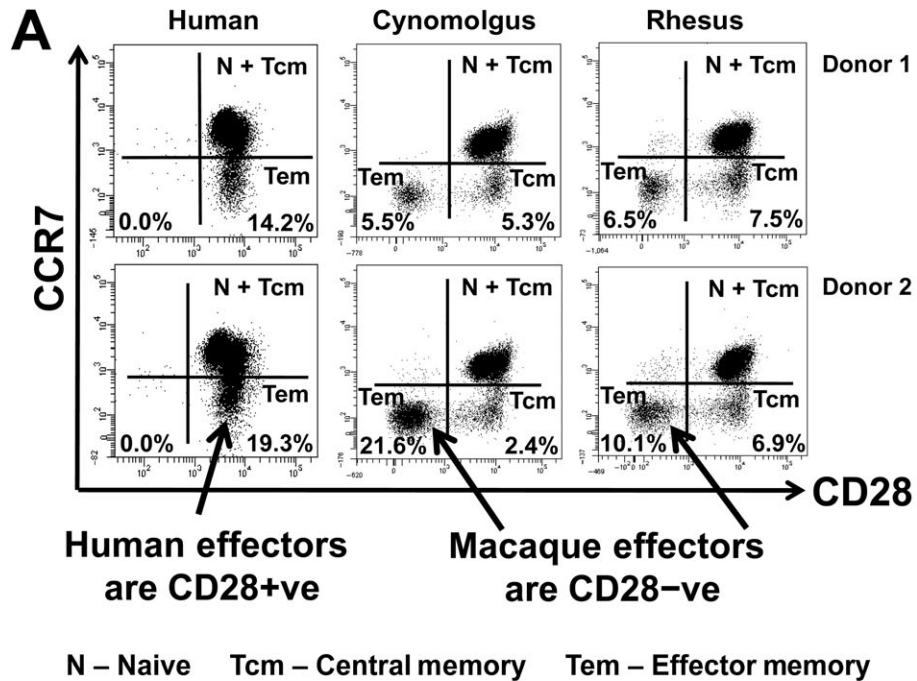 A
Human Cynomolgus Rhesus
N + Tcm N + Tcm N + Tcm Donor 1
Tem Tem Tcm Tem Tcm
0.0% 14.2% 5.5% 5.3% 6.5% 7.5%
N + Tcm N + Tcm N + Tcm Donor 2
Tem Tem Tcm Tem Tcm
0.0% 19.3% 21.6% 2.4% 10.1% 6.9%
CCR7
CD28
Human effectors
are CD28+ve
Macaque effectors
are CD28−ve
N – Naive Tcm – Central memory Tem – Effector memory